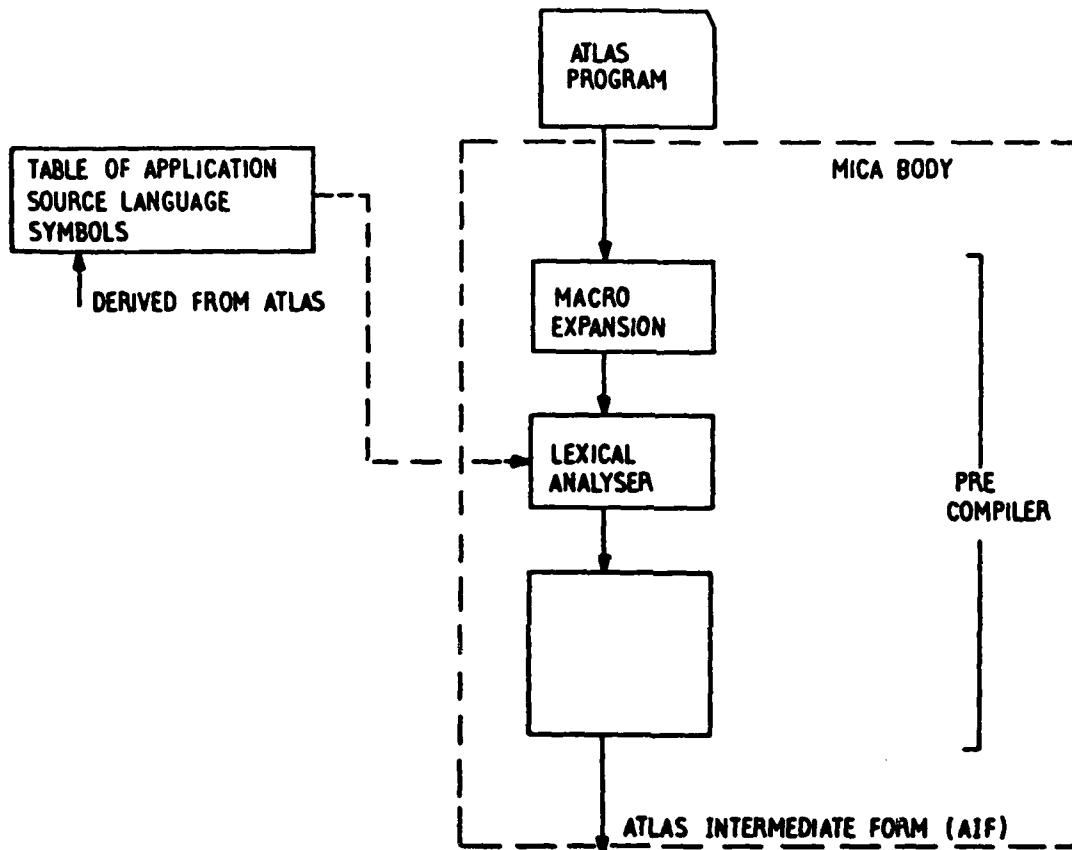 ATLAS
PROGRAM
MICA BODY
TABLE OF APPLICATION
SOURCE LANGUAGE
SYMBOLS
DERIVED FROM ATLAS
MACRO
EXPANSION
LEXICAL
ANALYSER
PRE
COMPILER
ATLAS INTERMEDIATE FORM (AIF)